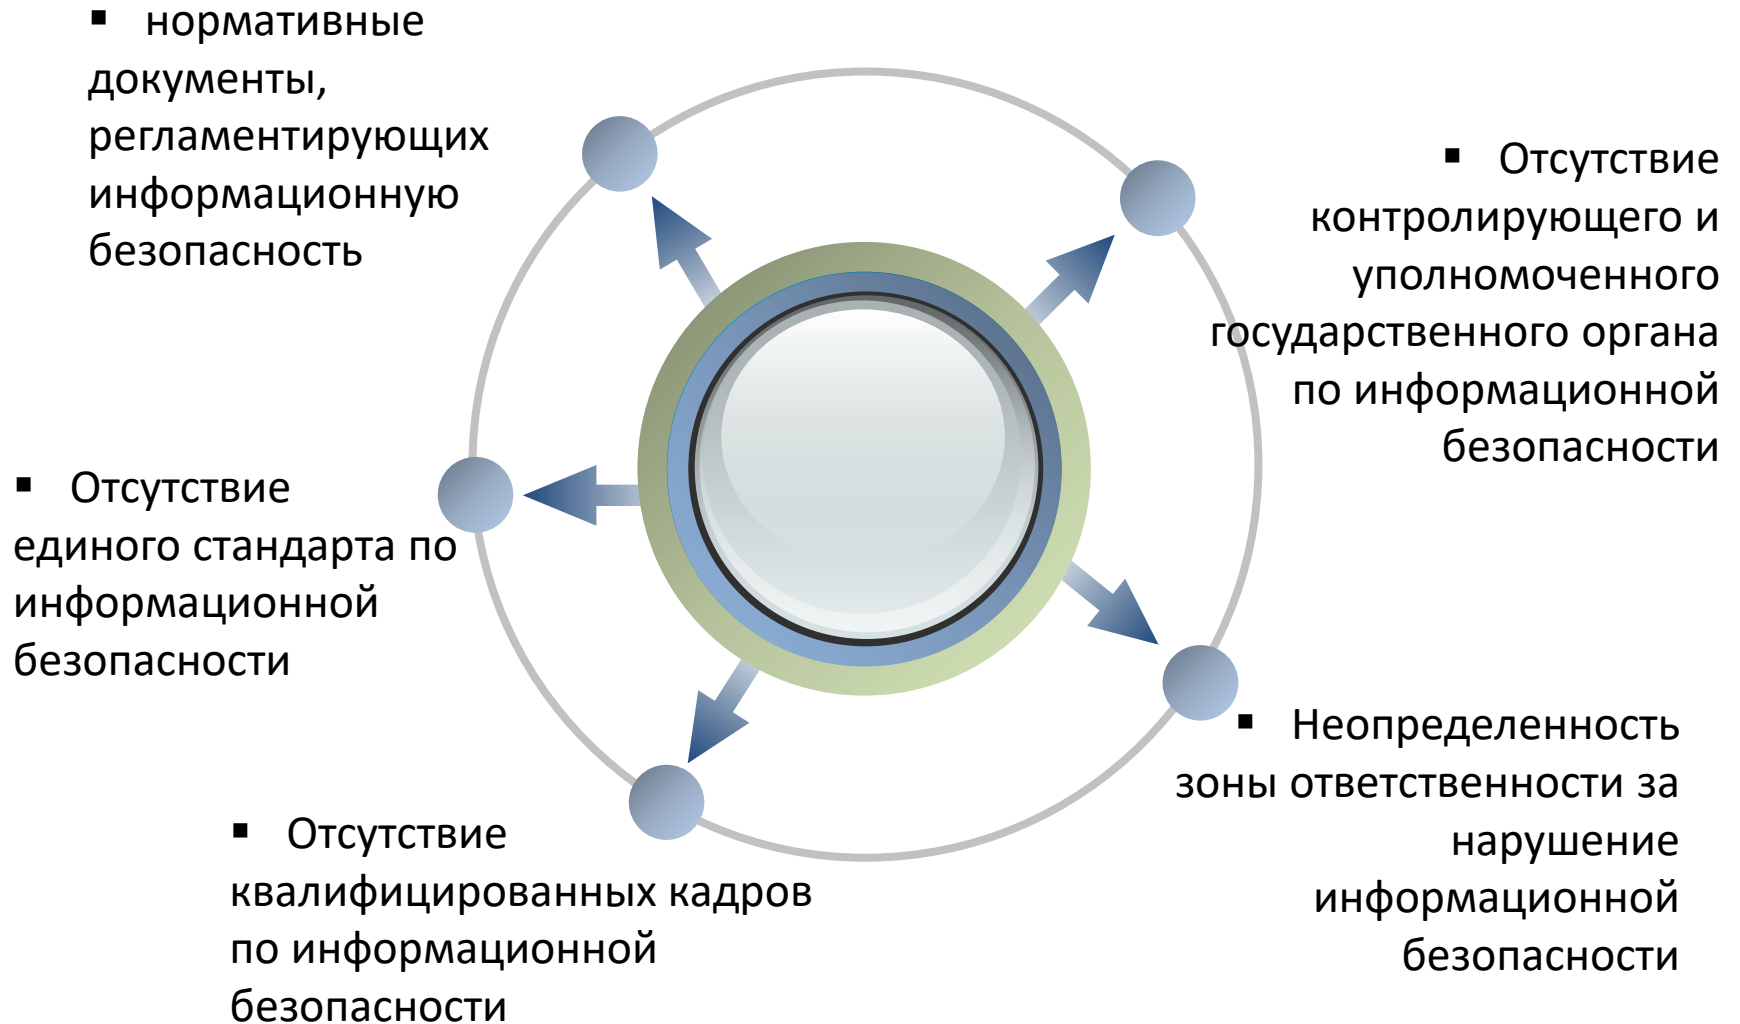 ▪ нормативные
документы,
регламентирующих
информационную
безопасность
▪ Отсутствие
контролирующего и
уполномоченного
государственного органа
по информационной
безопасности
▪ Отсутствие
единого стандарта по
информационной
безопасности
▪ Неопределенность
зоны ответственности за
нарушение
информационной
безопасности
▪ Отсутствие
квалифицированных кадров
по информационной
безопасности